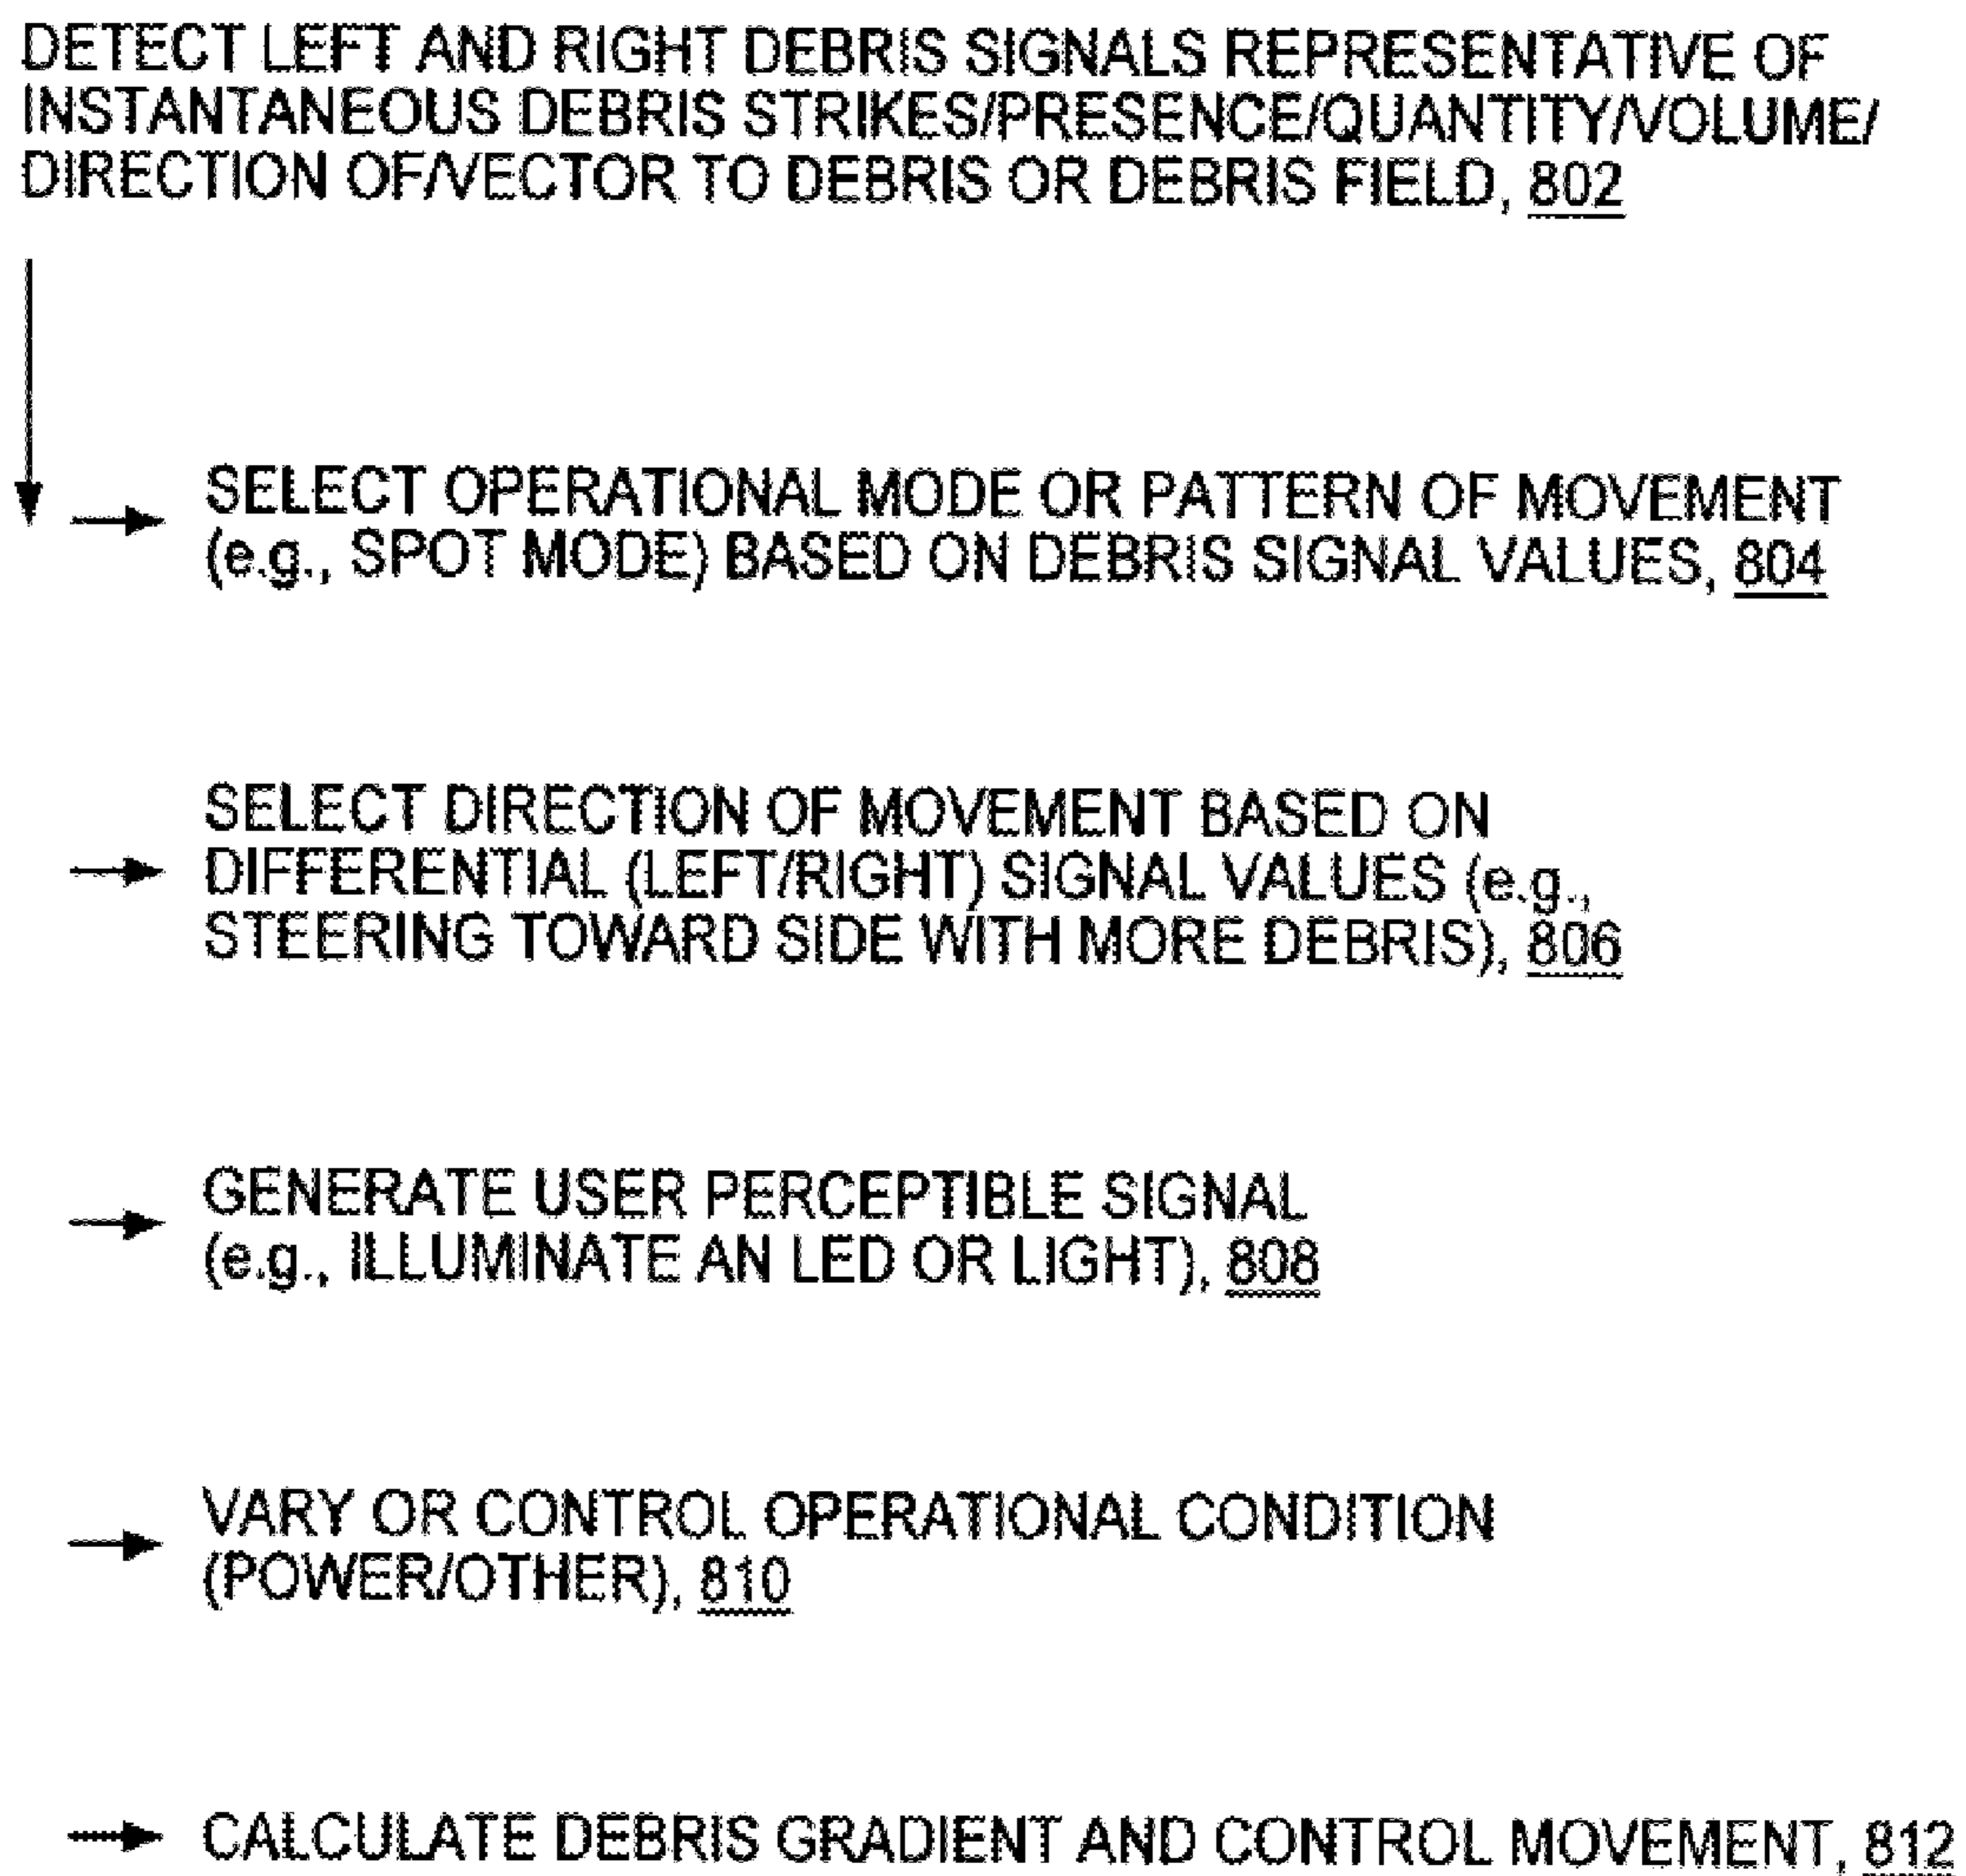 DETECT LEFT AND RIGHT DEBRIS SIGNALS REPRESENTATIVE OF
INSTANTANEOUS DEBRIS STRIKES/PRESENCE/QUANTITY/VOLUME/
DIRECTION OF/VECTOR TO DEBRIS OR DEBRIS FIELD, 802
SELECT OPERATIONAL MODE OR PATTERN OF MOVEMENT
(e.g., SPOT MODE) BASED ON DEBRIS SIGNAL VALUES, 804
SELECT DIRECTION OF MOVEMENT BASED ON
DIFFERENTIAL (LEFT/RIGHT) SIGNAL VALUES (e.g.,
STEERING TOWARD SIDE WITH MORE DEBRIS), 806
GENERATE USER PERCEPTIBLE SIGNAL
(e.g., ILLUMINATE AN LED OR LIGHT), 808
VARY OR CONTROL OPERATIONAL CONDITION
(POWER/OTHER), 810
CALCULATE DEBRIS GRADIENT AND CONTROL MOVEMENT, 812